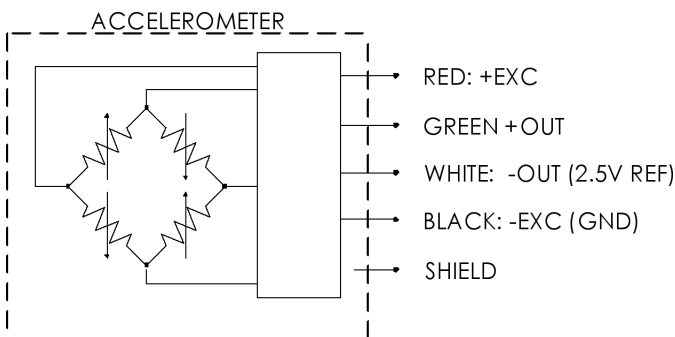 ACCELEROMETER
RED: +EXC
GREEN +OUT
WHITE: -OUT (2.5V REF)
BLACK: -EXC (GND)
SHIELD